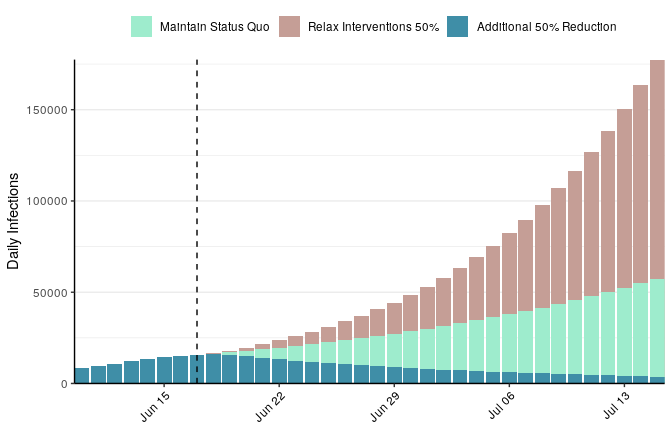 Maintain Status Quo Relax Interventions 50% Additional 50% Reduction
Daily Infections
150000
100000
50000
0
Jun 15 Jun 22 Jun 29 Jul 06 Jul 13